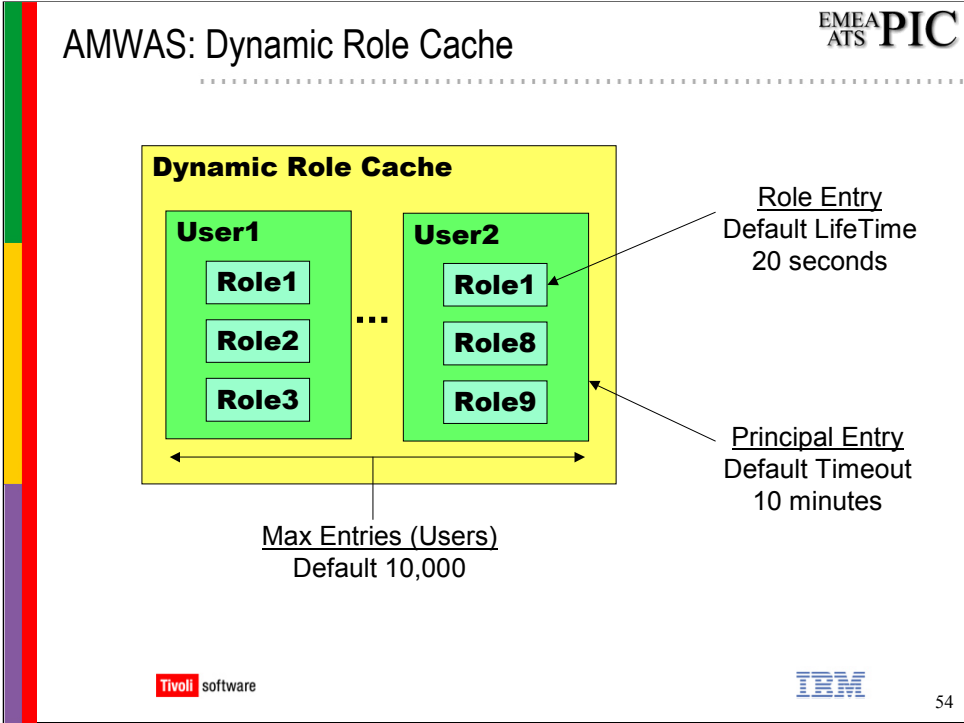 AMWAS: Dynamic Role Cache
EMEA
ATS PIC
Dynamic Role Cache
User1
Role1
Role2
Role3
...
User2
Role1
Role8
Role9
Role Entry
Default LifeTime
20 seconds
Principal Entry
Default Timeout
10 minutes
Max Entries (Users)
Default 10,000
Tivoli software
IBM
54